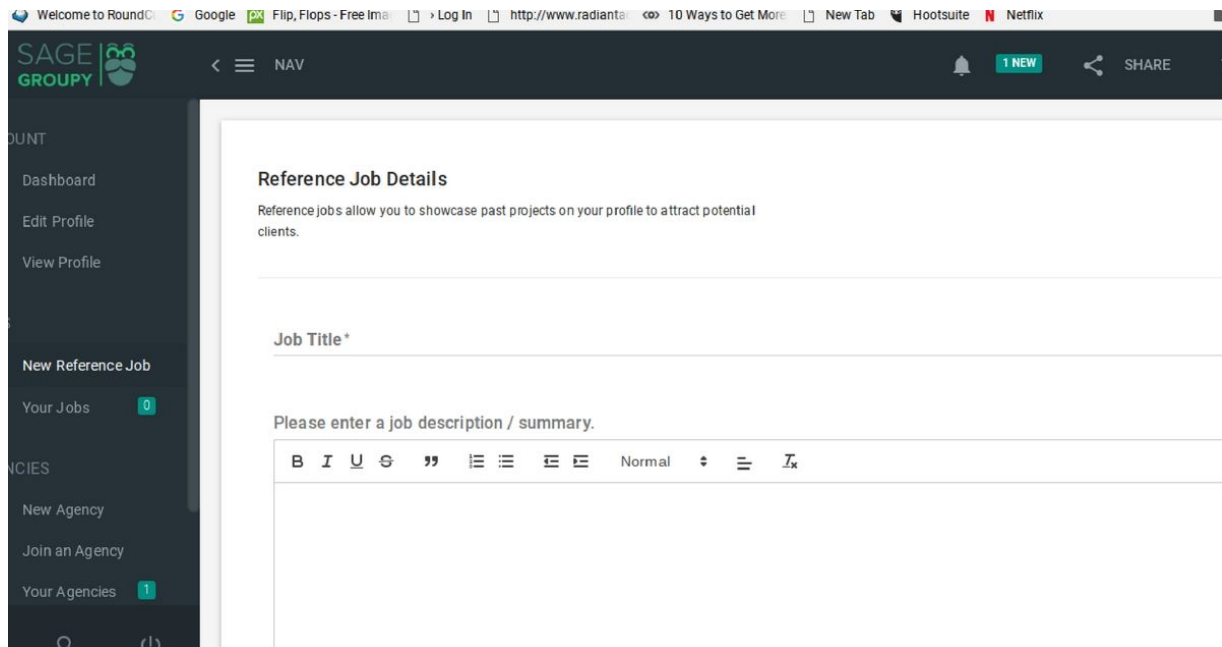 Welcome to RoundC Google Flip, Flops - Free Ima › Log In http://www.radianta 10 Ways to Get More New Tab Hootsuite Netflix
SAGE
GROUPY
NAV 1 NEW SHARE
OUNT
Dashboard
Edit Profile
View Profile
S
New Reference Job
Your Jobs 0
NCIES
New Agency
Join an Agency
Your Agencies 1
Reference Job Details
Reference jobs allow you to showcase past projects on your profile to attract potential
clients.
Job Title*
Please enter a job description / summary.
B I U S Normal